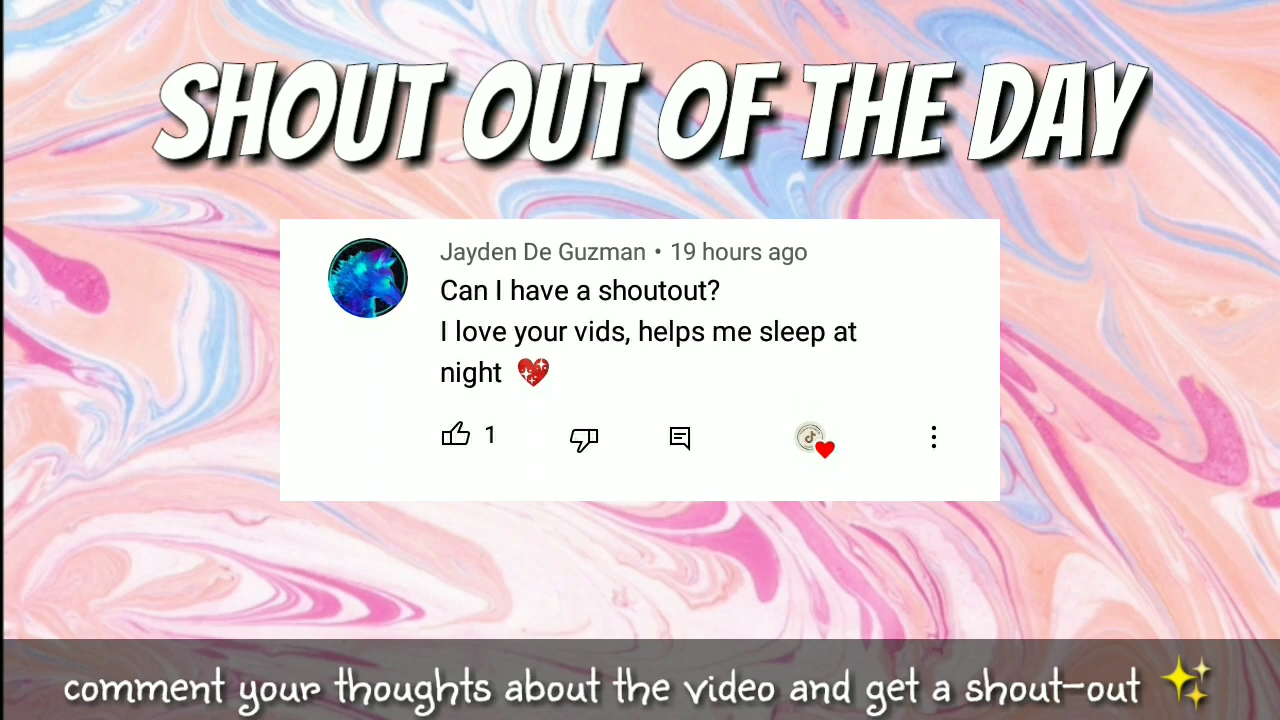 SHOUT OUT OF THE DAY
Jayden De Guzman • 19 hours ago
Can I have a shoutout?
I love your vids, helps me sleep at
night 💖
1
comment your thoughts about the video and get a shout-out ✨